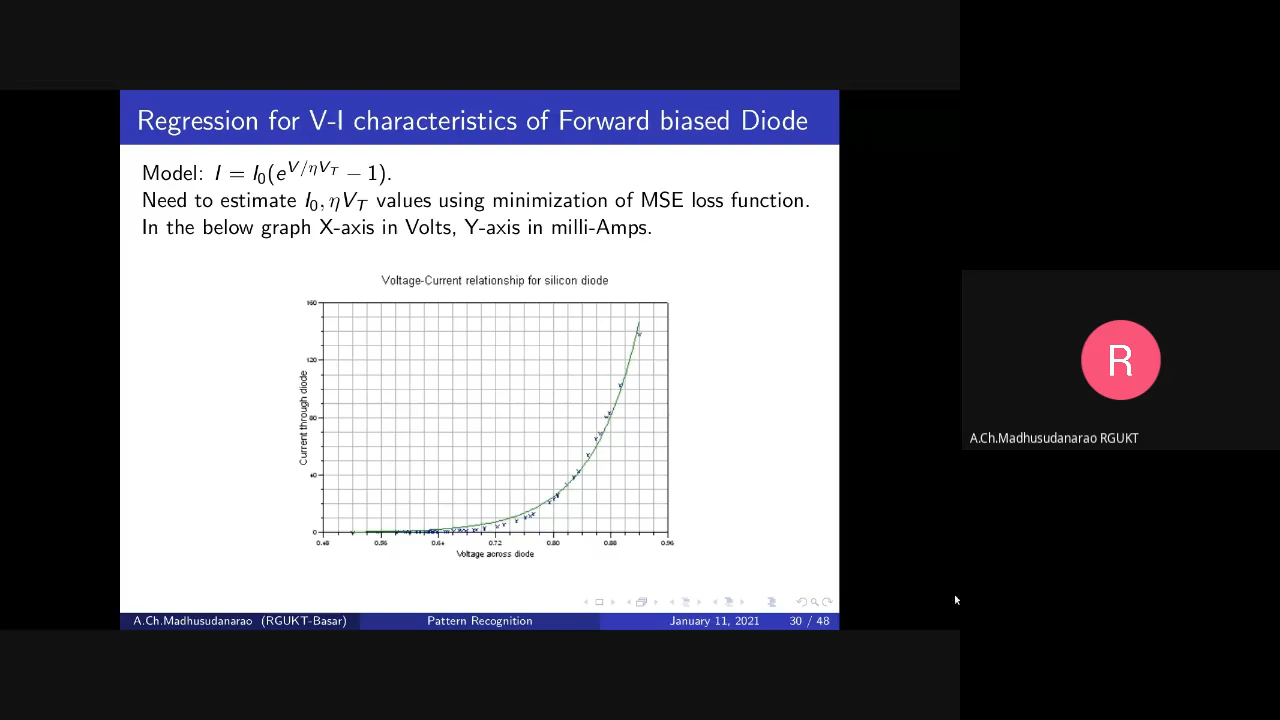 Regression for V-I characteristics of Forward biased Diode
Model: I = I₀(e^{V/ηV_T} − 1).
Need to estimate I₀, ηV_T values using minimization of MSE loss function.
In the below graph X-axis in Volts, Y-axis in milli-Amps.
Voltage-Current relationship for silicon diode
160
120
80
40
0
Current through diode
0.48 0.56 0.64 0.72 0.80 0.88 0.96
Voltage across diode
A.Ch.Madhusudanarao (RGUKT-Basar) Pattern Recognition January 11, 2021 30 / 48
R
A.Ch.Madhusudanarao RGUKT